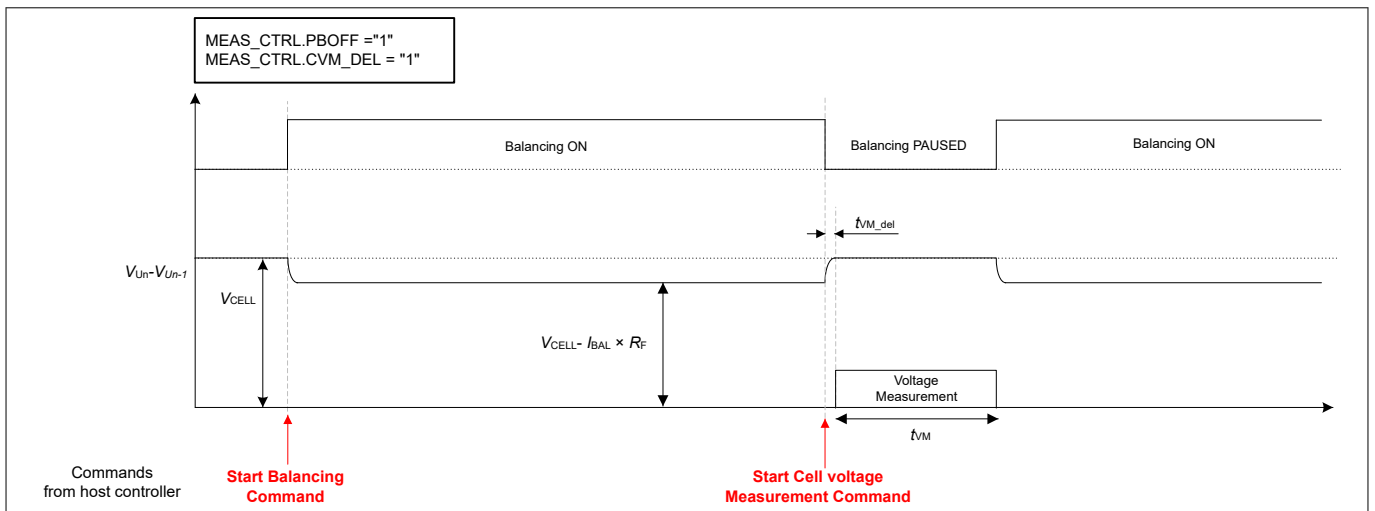 MEAS_CTRL.PBOFF ="1"
MEAS_CTRL.CVM_DEL = "1"
Balancing ON
Balancing PAUSED
Balancing ON
tVM_del
VUn-VUn-1
VCELL
VCELL- IBAL × RF
Voltage
Measurement
tVM
Commands
from host controller
Start Balancing
Command
Start Cell voltage
Measurement Command